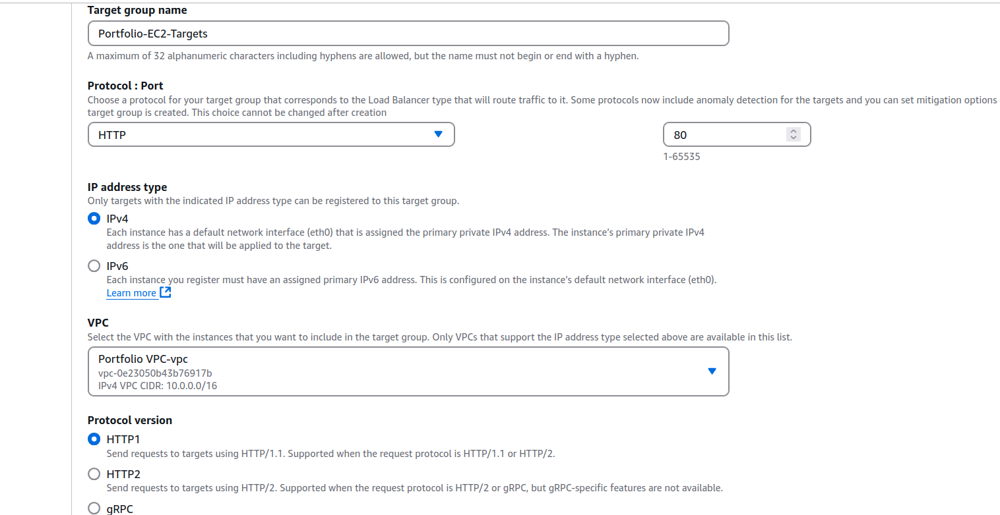 Target group name
Portfolio-EC2-Targets
A maximum of 32 alphanumeric characters including hyphens are allowed, but the name must not begin or end with a hyphen.
Protocol : Port
Choose a protocol for your target group that corresponds to the Load Balancer type that will route traffic to it. Some protocols now include anomaly detection for the targets and you can set mitigation options
target group is created. This choice cannot be changed after creation
HTTP
80
1-65535
IP address type
Only targets with the indicated IP address type can be registered to this target group.
IPv4
Each instance has a default network interface (eth0) that is assigned the primary private IPv4 address. The instance's primary private IPv4
address is the one that will be applied to the target.
IPv6
Each instance you register must have an assigned primary IPv6 address. This is configured on the instance's default network interface (eth0).
Learn more
VPC
Select the VPC with the instances that you want to include in the target group. Only VPCs that support the IP address type selected above are available in this list.
Portfolio VPC-vpc
vpc-0e23050b43b76917b
IPv4 VPC CIDR: 10.0.0.0/16
Protocol version
HTTP1
Send requests to targets using HTTP/1.1. Supported when the request protocol is HTTP/1.1 or HTTP/2.
HTTP2
Send requests to targets using HTTP/2. Supported when the request protocol is HTTP/2 or gRPC, but gRPC-specific features are not available.
gRPC